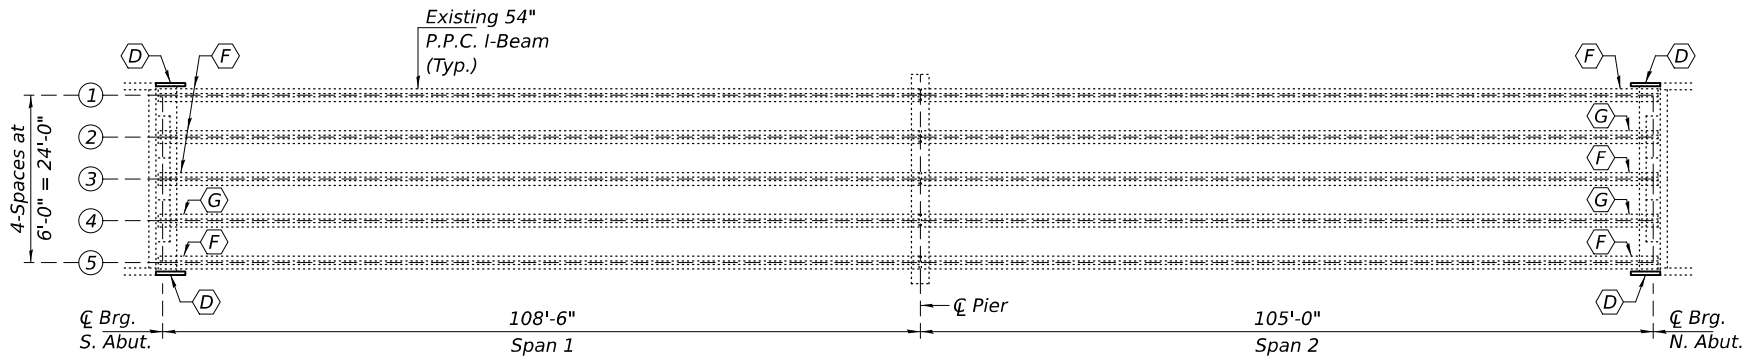 Existing 54"
P.P.C. I-Beam
(Typ.)
D
F
F
D
1
2
3
4
5
4-Spaces at
6'-0" = 24'-0"
G
F
G
F
G
F
D
D
℄ Brg.
S. Abut.
108'-6"
Span 1
℄ Pier
105'-0"
Span 2
℄ Brg.
N. Abut.